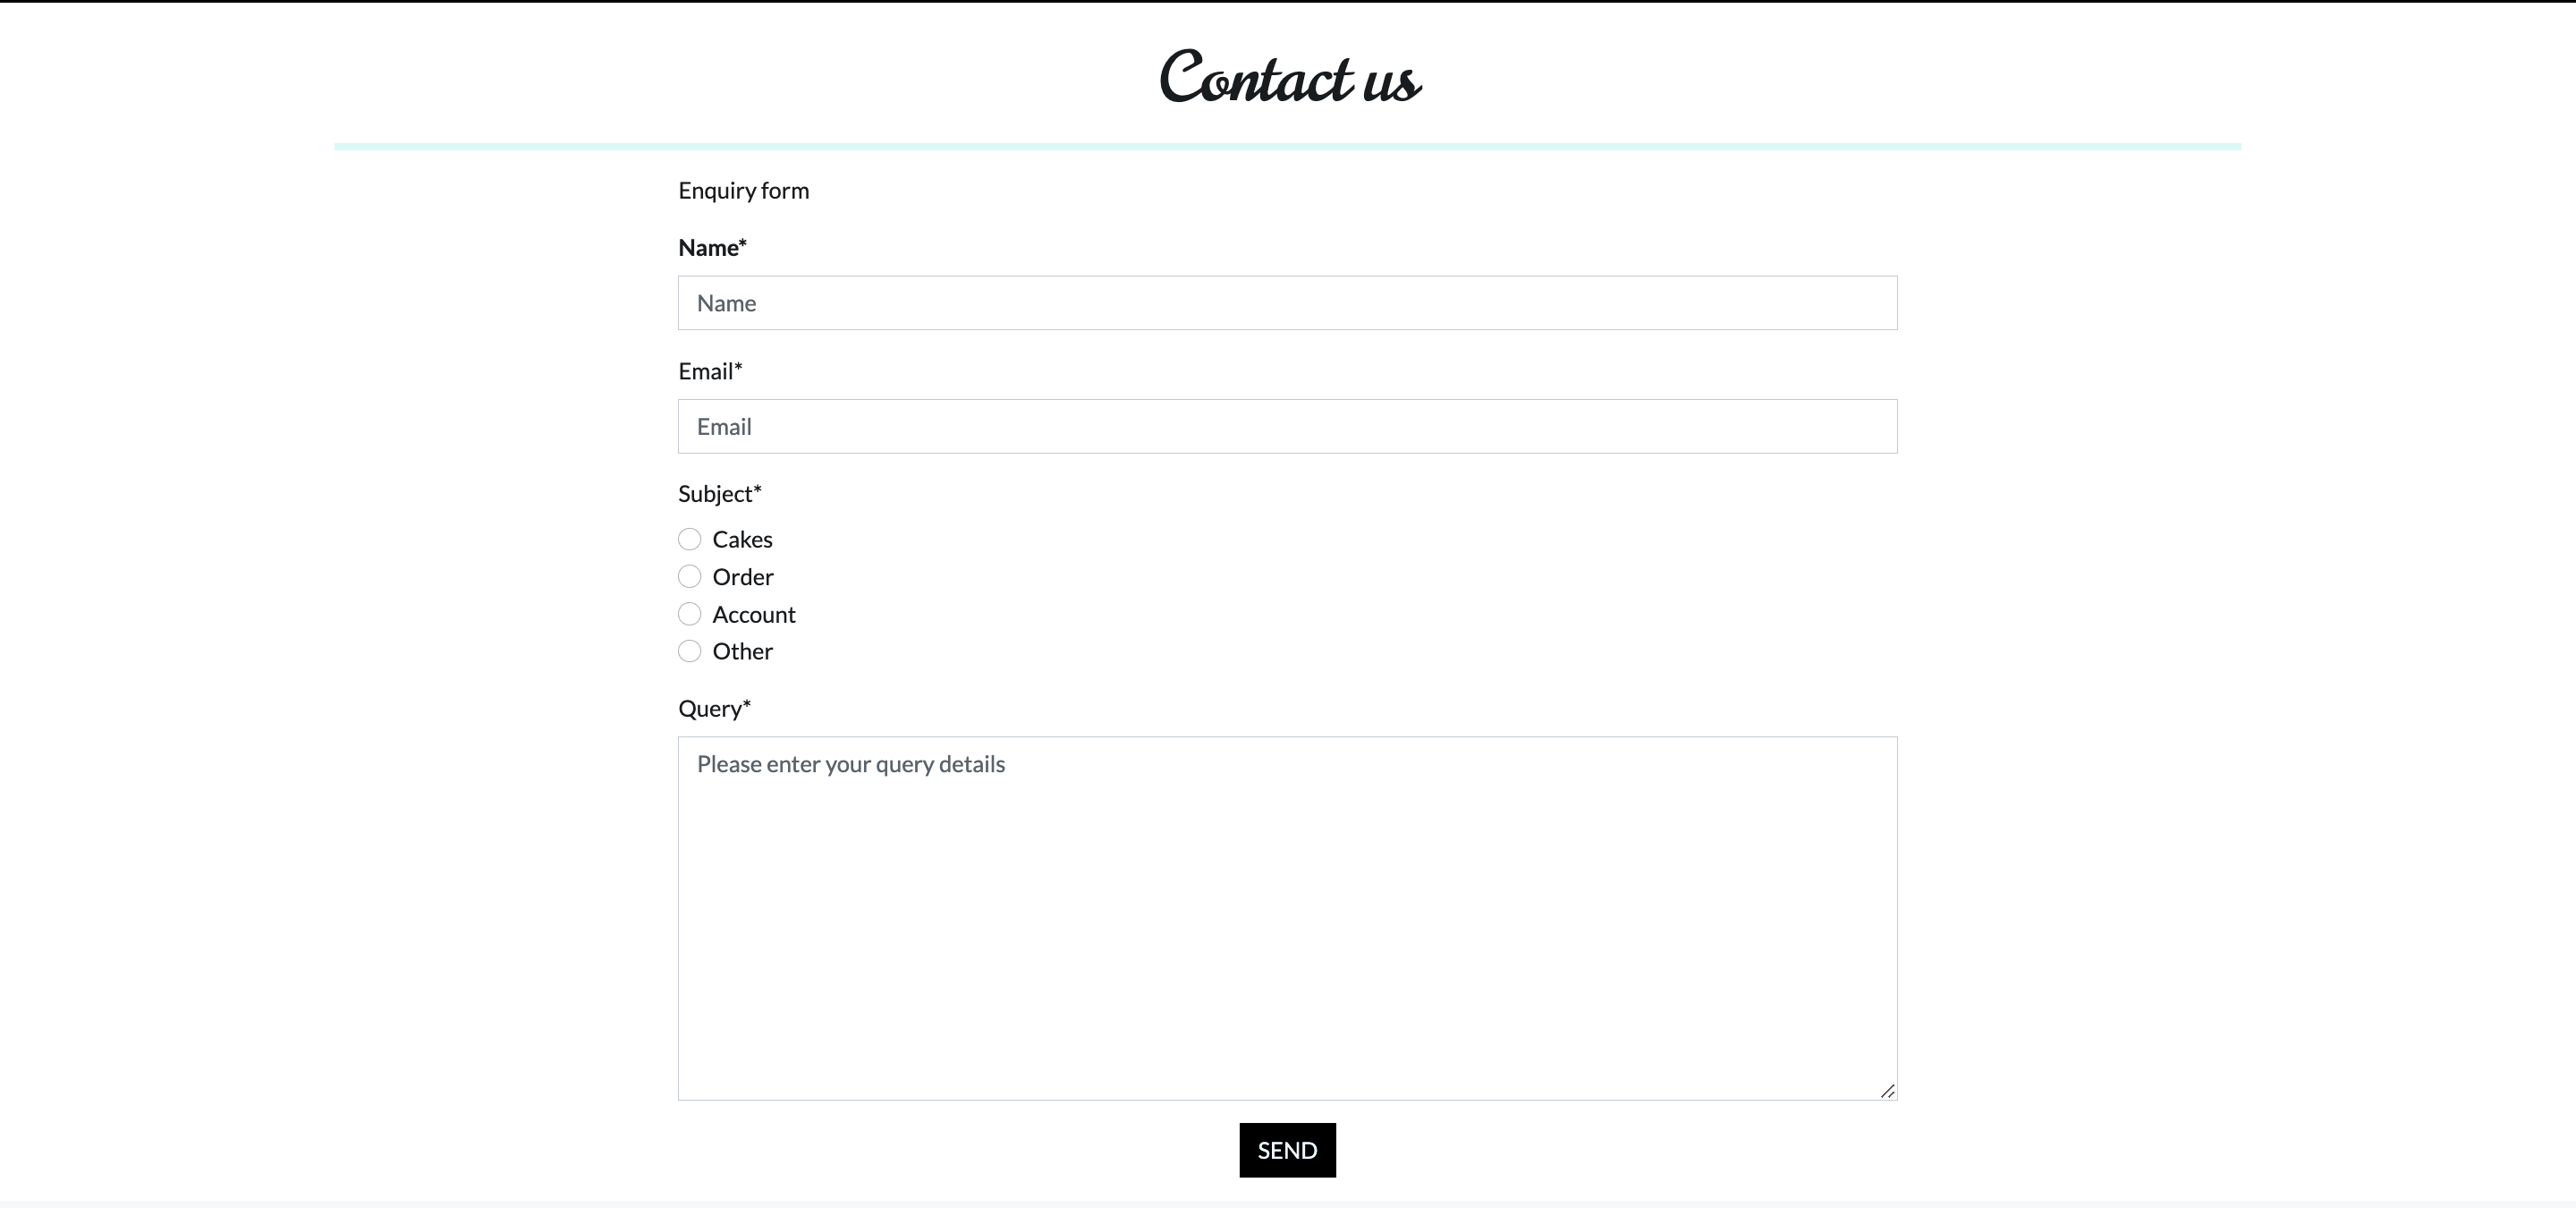 Contact us
Enquiry form
Name*
Name
Email*
Email
Subject*
Cakes
Order
Account
Other
Query*
Please enter your query details
SEND